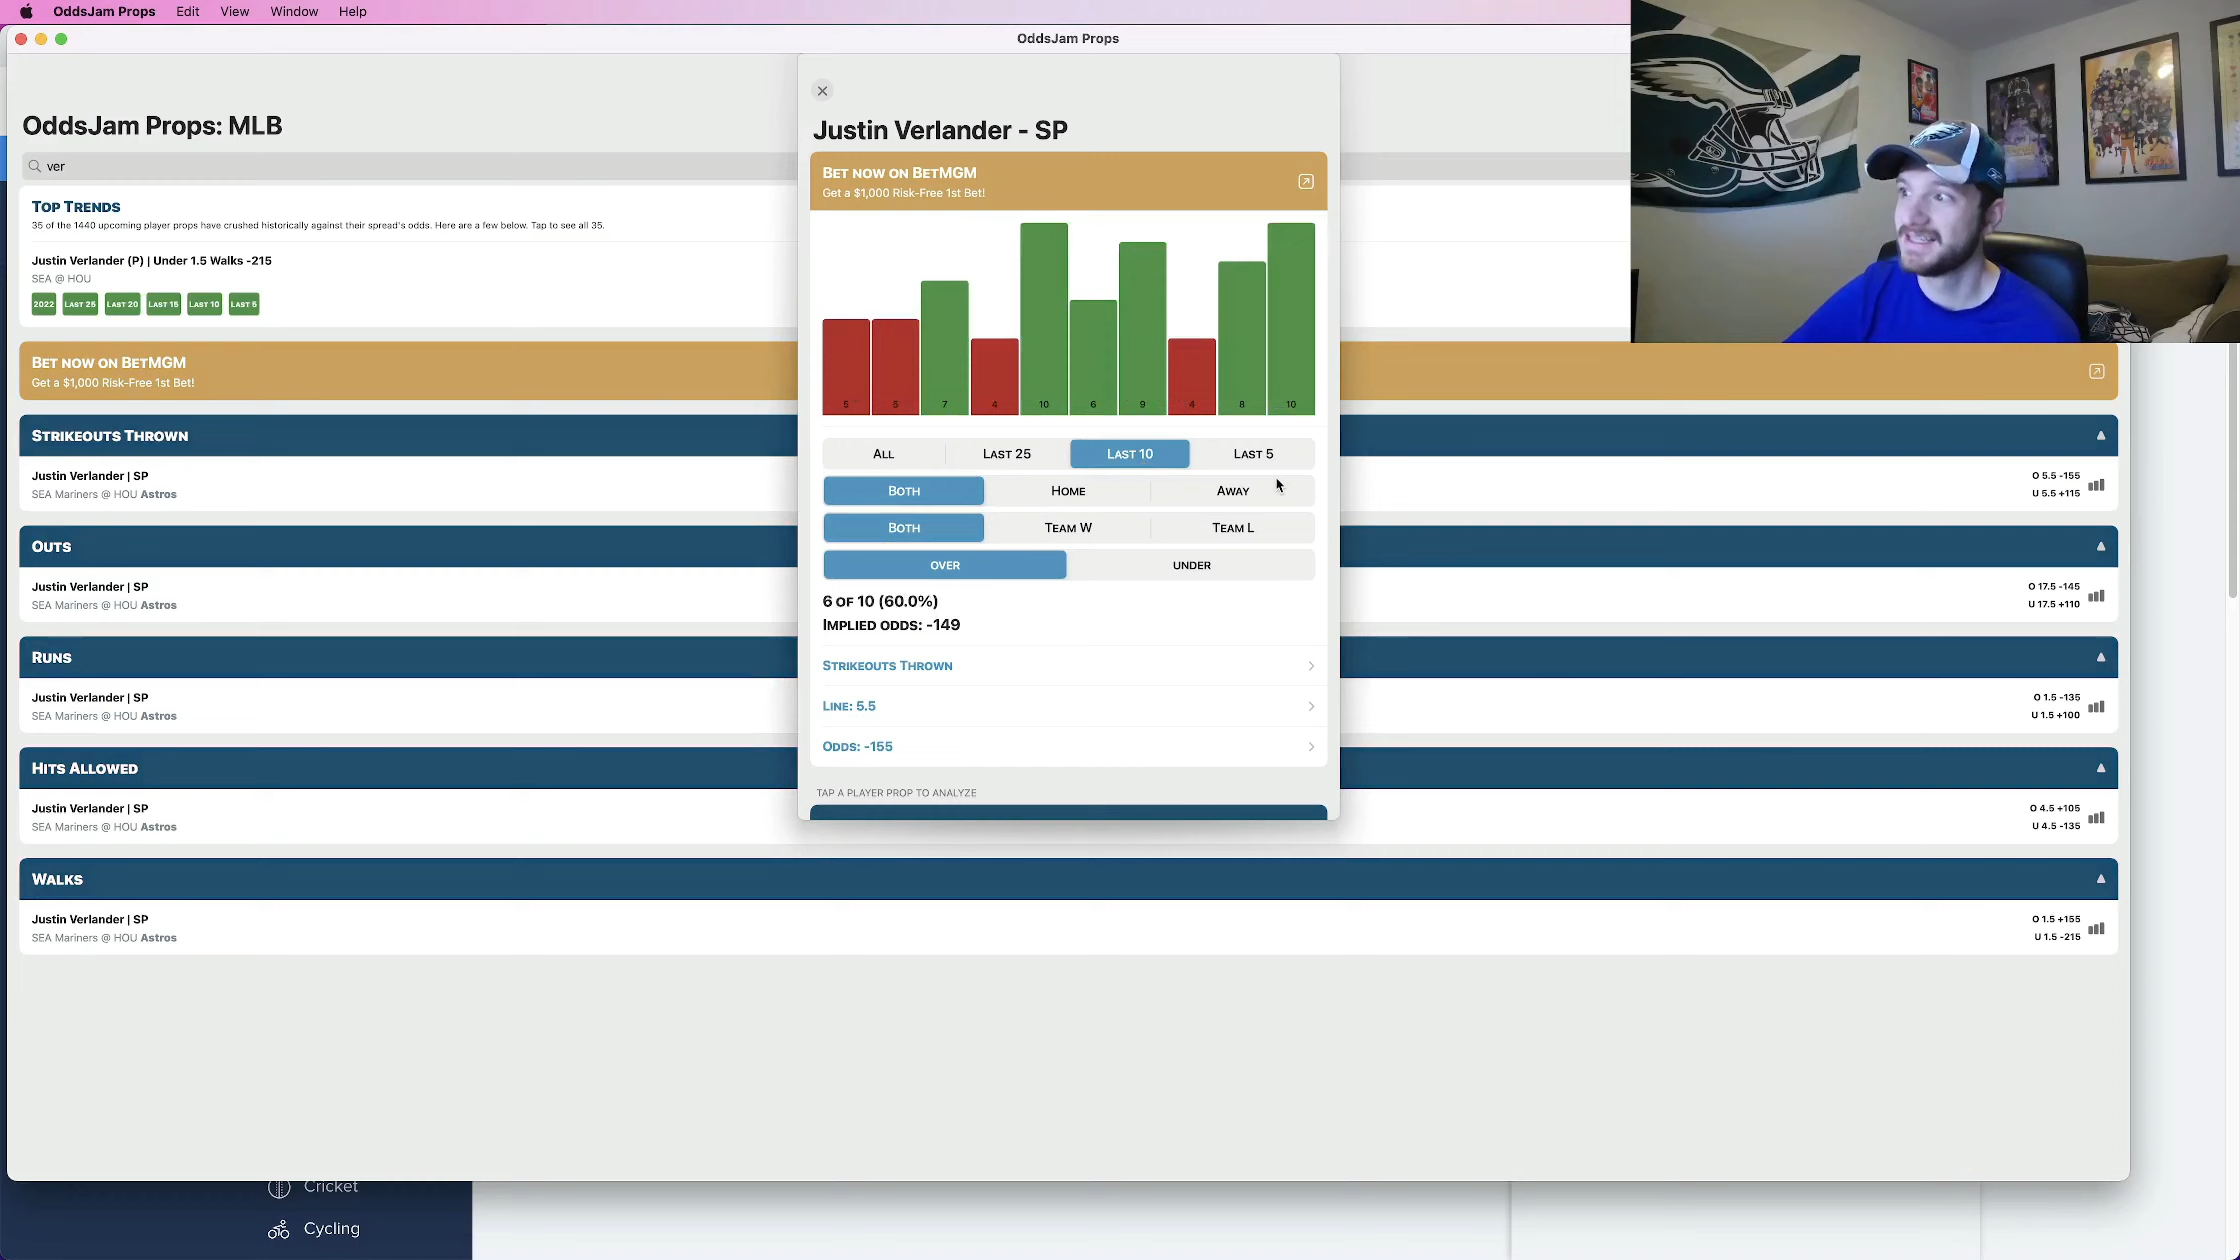 OddsJam Props Edit View Window Help
OddsJam Props
OddsJam Props: MLB
ver
TOP TRENDS
35 of the 1440 upcoming player props have crushed historically against their spread's odds. Here are a few below. Tap to see all 35.
Justin Verlander (P) | Under 1.5 Walks -215
SEA @ HOU
2022 LAST 25 LAST 20 LAST 15 LAST 10 LAST 5
BET NOW ON BETMGM
Get a $1,000 Risk-Free 1st Bet!
STRIKEOUTS THROWN
Justin Verlander | SP
SEA Mariners @ HOU Astros
O 5.5 -155
U 5.5 +115
OUTS
Justin Verlander | SP
SEA Mariners @ HOU Astros
O 17.5 -145
U 17.5 +110
RUNS
Justin Verlander | SP
SEA Mariners @ HOU Astros
O 1.5 -135
U 1.5 +100
HITS ALLOWED
Justin Verlander | SP
SEA Mariners @ HOU Astros
O 4.5 +105
U 4.5 -135
WALKS
Justin Verlander | SP
SEA Mariners @ HOU Astros
O 1.5 +155
U 1.5 -215
Justin Verlander - SP
BET NOW ON BETMGM
Get a $1,000 Risk-Free 1st Bet!
5 5 7 4 10 6 9 4 8 10
ALL LAST 25 LAST 10 LAST 5
BOTH HOME AWAY
BOTH TEAM W TEAM L
OVER UNDER
6 OF 10 (60.0%)
IMPLIED ODDS: -149
STRIKEOUTS THROWN
LINE: 5.5
ODDS: -155
TAP A PLAYER PROP TO ANALYZE
Cricket
Cycling